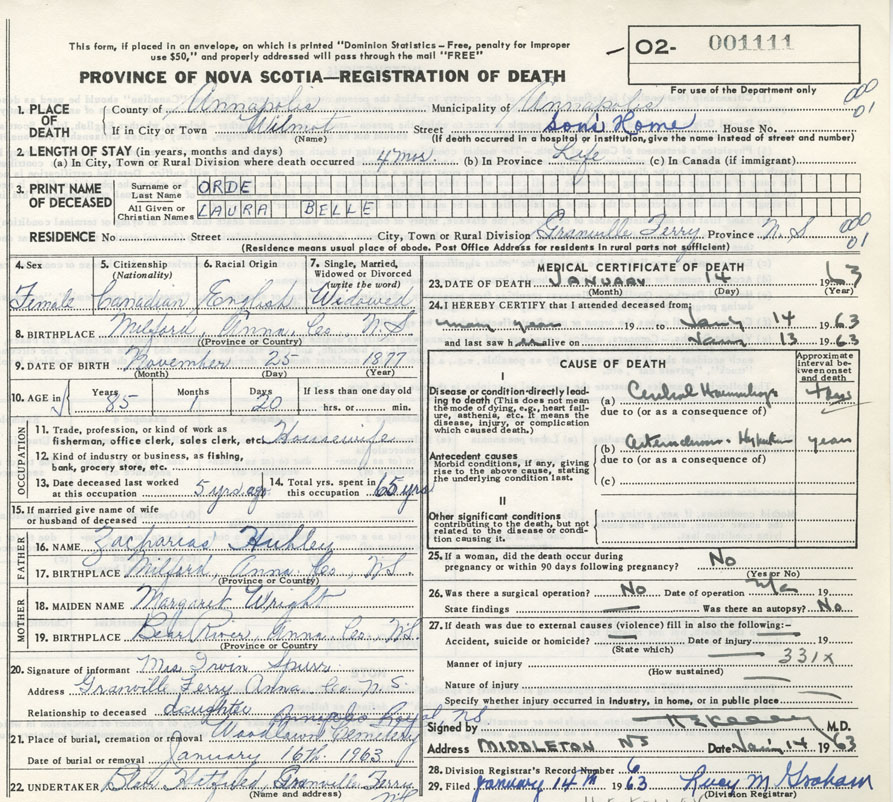 This form, if placed in an envelope, on which is printed "Dominion Statistics—Free, penalty for Improper
use $50," and properly addressed will pass through the mail "FREE"
O2- 001111
PROVINCE OF NOVA SCOTIA—REGISTRATION OF DEATH
For use of the Department only
1. PLACE OF DEATH County of Annapolis Municipality of Annapolis 000
If in City or Town Wilmot Street Soni Home House No. 01
(Name) (If death occurred in a hospital or institution, give name instead of street and number)
2. LENGTH OF STAY (in years, months and days)
(a) In City, Town or Rural Division where death occurred 4 mos. (b) In Province Life (c) In Canada (if immigrant)
3. PRINT NAME OF DECEASED Surname or Last Name ORDE
All Given or Christian Names LAURA BELLE
RESIDENCE No. Street City, Town or Rural Division Granville Ferry Province N.S 000 01
(Residence means usual place of abode. Post Office Address for residents in rural parts not sufficient)
4. Sex 5. Citizenship (Nationality) 6. Racial Origin 7. Single, Married, Widowed or Divorced (write the word)
Female Canadian English Widowed
8. BIRTHPLACE Milford, Anna. Co. N.S
(Province or Country)
9. DATE OF BIRTH November 25 1877
(Month) (Day) (Year)
10. AGE in Years Months Days If less than one day old
85 1 20 hrs. or min.
OCCUPATION
11. Trade, profession, or kind of work as
fisherman, office clerk, sales clerk, etc. Housewife
12. Kind of industry or business, as fishing,
bank, grocery store, etc.
13. Date deceased last worked at this occupation 5 yrs. ago 14. Total yrs. spent in this occupation 65 yrs
15. If married give name of wife
or husband of deceased
FATHER
16. NAME Zacharias Hubley
17. BIRTHPLACE Milford, Anna. Co., N.S.
(Province or Country)
MOTHER
18. MAIDEN NAME Margaret Wright
19. BIRTHPLACE Bear River, Anna. Co. N.S.
(Province or Country
20. Signature of informant Mrs. Irvin Spurr
Address Granville Ferry Anna. Co. N.S.
Relationship to deceased daughter
Annapolis Royal, NS
21. Place of burial, cremation or removal Woodlawn Cemetery
Date of burial or removal January 16th. 1963
22. UNDERTAKER Granville Ferry
(Name and address) N.S.
MEDICAL CERTIFICATE OF DEATH
23. DATE OF DEATH JANUARY 14 1963
(Month) (Day) (Year)
24. I HEREBY CERTIFY that I attended deceased from:
many years 19 to Jany 14 1963
and last saw h alive on 13 1963
CAUSE OF DEATH
Approximate interval between onset and death
I
Disease or condition directly leading to death (This does not mean the mode of dying, e.g., heart failure, asthenia, etc. It means the disease, injury, or complication which caused death.)
(a) Cerebral Hemorrhage days
due to (or as a consequence of)
Antecedent causes
Morbid conditions, if any, giving rise to the above cause, stating the underlying condition last.
(b) years
due to (or as a consequence of)
(c)
II
Other significant conditions
contributing to the death, but not related to the disease or condition causing it.
25. If a woman, did the death occur during
pregnancy or within 90 days following pregnancy? No
(Yes or No)
26. Was there a surgical operation? No Date of operation 19
State findings — Was there an autopsy? No
27. If death was due to external causes (violence) fill in also the following:—
Accident, suicide or homicide? — Date of injury 19
(State which)
Manner of injury 331X
(How sustained)
Nature of injury
Specify whether injury occurred in Industry, in home, or in public place
Signed by M.D.
Address MIDDLETON NS Date 14 1963
28. Division Registrar's Record Number 6
29. Filed January 14th 1963 Lucy M Graham
(Division Registrar)